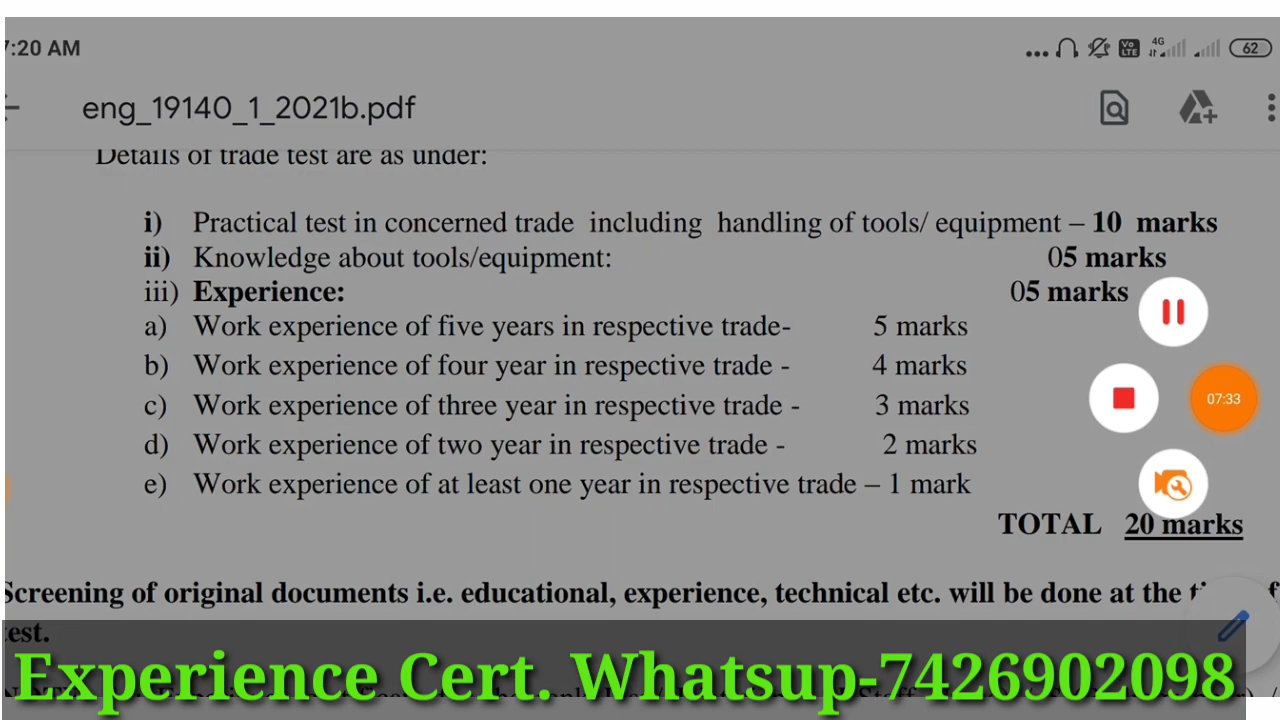 7:20 AM
4G
Vo LTE
62
eng_19140_1_2021b.pdf
Details of trade test are as under:
i) Practical test in concerned trade including handling of tools/ equipment – 10 marks
ii) Knowledge about tools/equipment: 05 marks
iii) Experience: 05 marks
a) Work experience of five years in respective trade- 5 marks
b) Work experience of four year in respective trade - 4 marks
c) Work experience of three year in respective trade - 3 marks
d) Work experience of two year in respective trade - 2 marks
e) Work experience of at least one year in respective trade – 1 mark
07:33
TOTAL 20 marks
Screening of original documents i.e. educational, experience, technical etc. will be done at the
test.
Experience Cert. Whatsup-7426902098